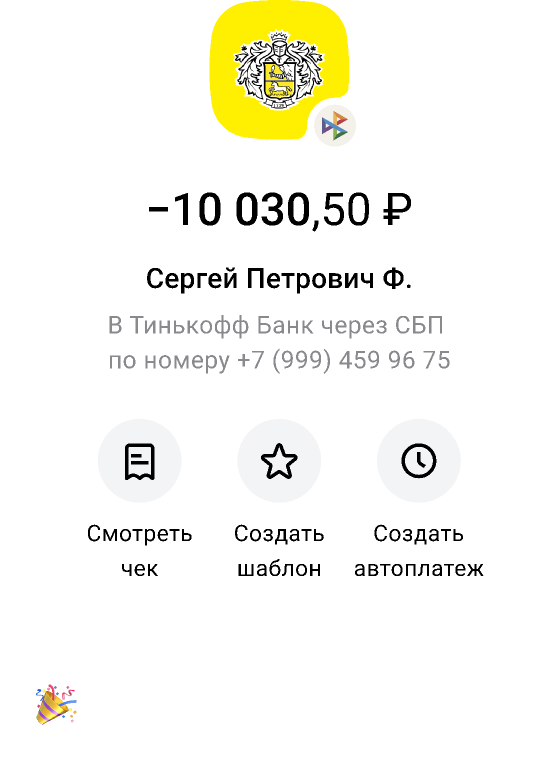 −10 030,50 ₽
Сергей Петрович Ф.
В Тинькофф Банк через СБП
по номеру +7 (999) 459 96 75
Смотреть чек
Создать шаблон
Создать автоплатеж